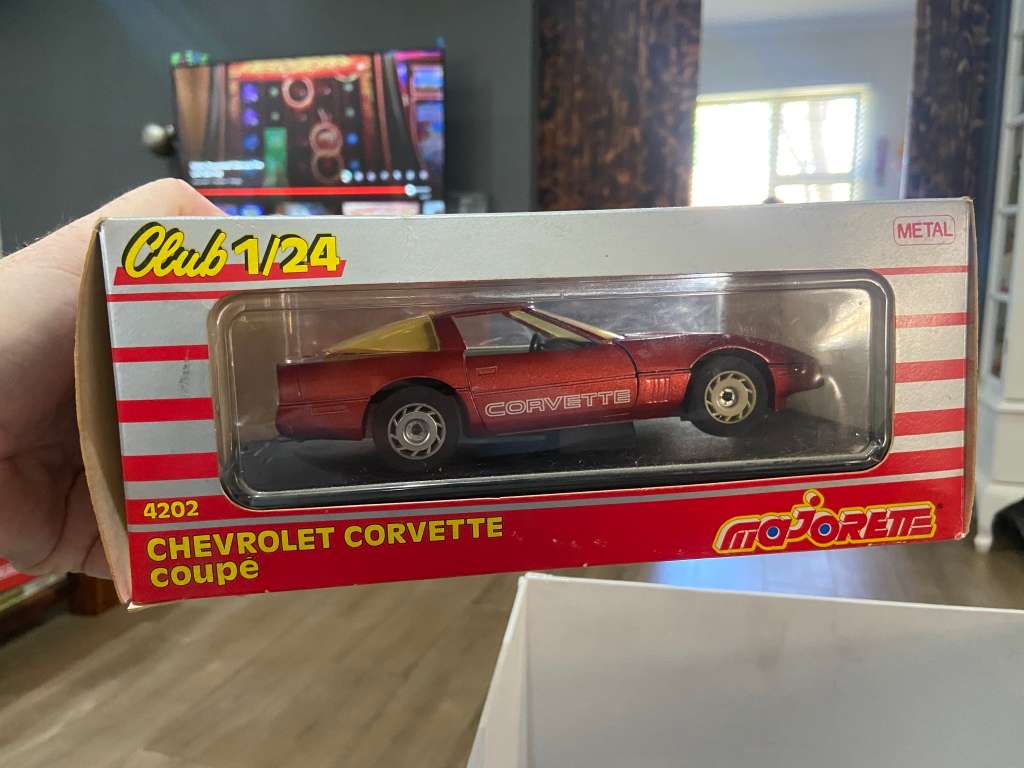 Club 1/24
METAL
CORVETTE
4202
CHEVROLET CORVETTE
coupé
MAJORETTE